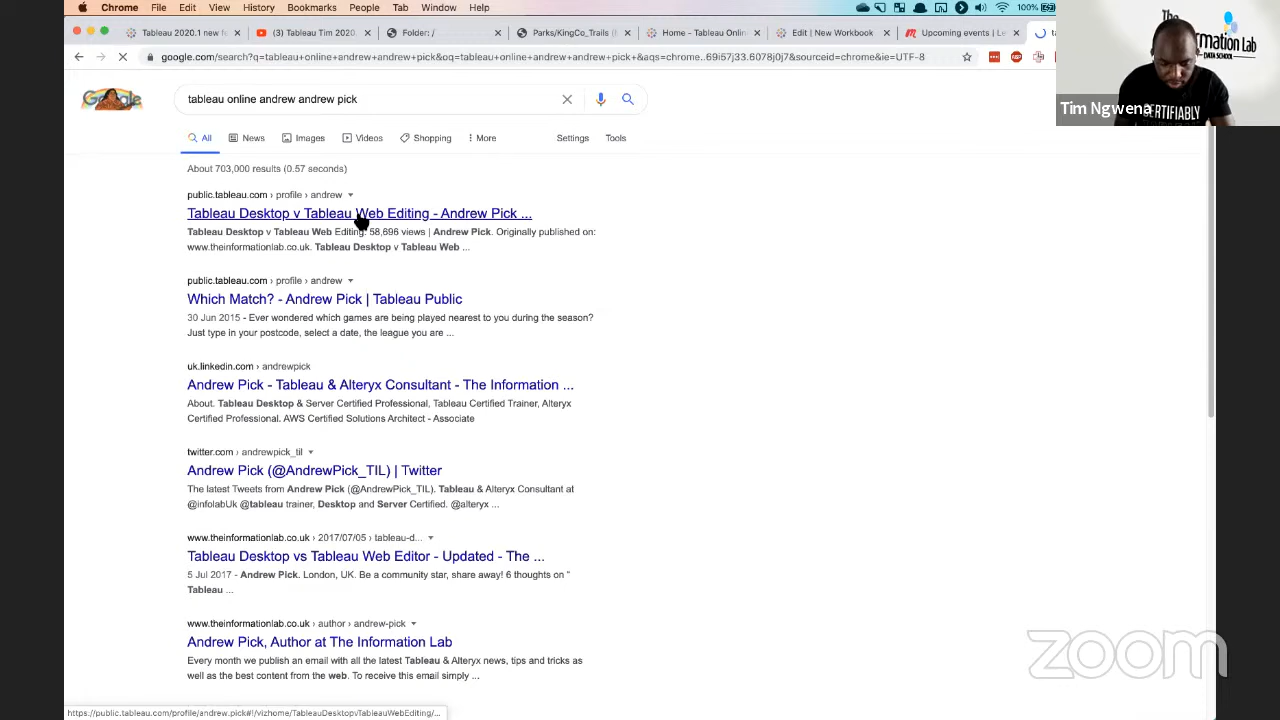 Chrome File Edit View History Bookmarks People Tab Window Help
Tableau 2020.1 new f
(3) Tableau Tim 2020.
Folder: /
Parks/KingCo_Trails (
Home - Tableau Onlin
Edit | New Workbook
Upcoming events | Le
google.com/search?q=tableau+online+andrew+andrew+pick&oq=tableau+online+andrew+andrew+pick+&aqs=chrome..69i57j33.6078j0j7&sourceid=chrome&ie=UTF-8
The
rmation Lab
DATA SCHOOL
CERTIFIABLY
Tim Ngwena
Google
tableau online andrew andrew pick
All News Images Videos Shopping More Settings Tools
About 703,000 results (0.57 seconds)
public.tableau.com › profile › andrew
Tableau Desktop v Tableau Web Editing - Andrew Pick ...
Tableau Desktop v Tableau Web Editing. 58,696 views | Andrew Pick. Originally published on:
www.theinformationlab.co.uk. Tableau Desktop v Tableau Web ...
public.tableau.com › profile › andrew
Which Match? - Andrew Pick | Tableau Public
30 Jun 2015 - Ever wondered which games are being played nearest to you during the season?
Just type in your postcode, select a date, the league you are ...
uk.linkedin.com › andrewpick
Andrew Pick - Tableau & Alteryx Consultant - The Information ...
About. Tableau Desktop & Server Certified Professional, Tableau Certified Trainer, Alteryx
Certified Professional. AWS Certified Solutions Architect - Associate
twitter.com › andrewpick_til
Andrew Pick (@AndrewPick_TIL) | Twitter
The latest Tweets from Andrew Pick (@AndrewPick_TIL). Tableau & Alteryx Consultant at
@infolabUk @tableau trainer, Desktop and Server Certified. @alteryx ...
www.theinformationlab.co.uk › 2017/07/05 › tableau-d...
Tableau Desktop vs Tableau Web Editor - Updated - The ...
5 Jul 2017 - Andrew Pick. London, UK. Be a community star, share away! 6 thoughts on "
Tableau ...
www.theinformationlab.co.uk › author › andrew-pick
Andrew Pick, Author at The Information Lab
Every month we publish an email with all the latest Tableau & Alteryx news, tips and tricks as
well as the best content from the web. To receive this email simply ...
zoom
https://public.tableau.com/profile/andrew.pick#!/vizhome/TableauDesktopvTableauWebEditing/...